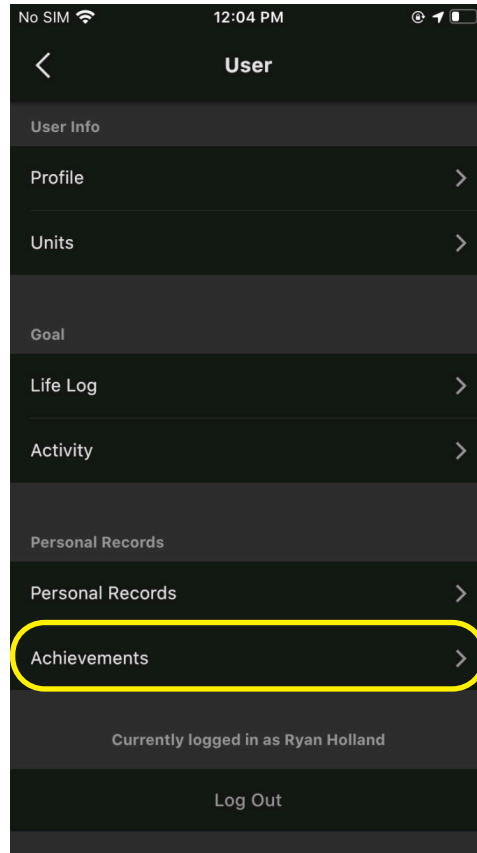 No SIM 12:04 PM
User
User Info
Profile
Units
Goal
Life Log
Activity
Personal Records
Personal Records
Achievements
Currently logged in as Ryan Holland
Log Out